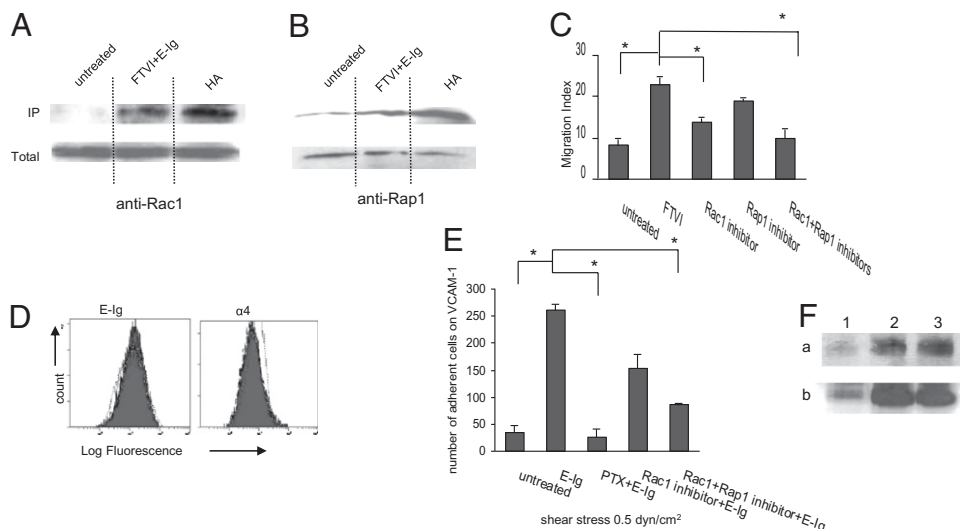 A
untreated
FTVI+E-Ig
HA
IP
Total
anti-Rac1
B
untreated
FTVI+E-Ig
HA
anti-Rap1
C
* * *
Migration Index
30
20
10
0
untreated
FTVI
Rac1 inhibitor
Rap1 inhibitor
Rac1+Rap1 inhibitors
D
E-Ig
α4
count
Log Fluorescence
E
* * *
number of adherent cells on VCAM-1
300
250
200
150
100
50
0
untreated
E-Ig
PTX+E-Ig
Rac1 inhibitor+E-Ig
Rac1+Rap1 inhibitor+E-Ig
shear stress 0.5 dyn/cm²
F
1 2 3
a
b